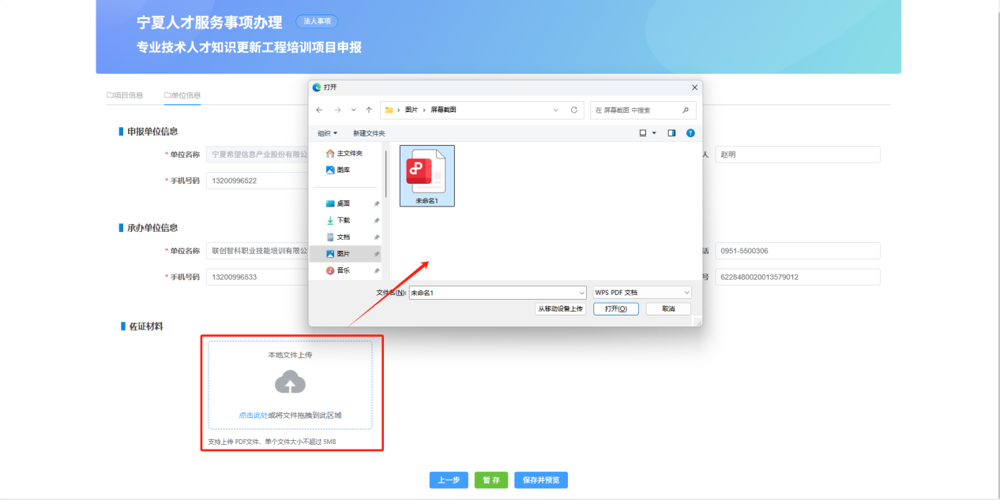 宁夏人才服务事项办理 法人事项
专业技术人才知识更新工程培训项目申报
项目信息 单位信息
打开
图片 › 屏幕截图 在 屏幕截图 中搜索
组织 新建文件夹
主文件夹
图库
桌面
下载
文档
图片
音乐
未命名1
文件名(N): 未命名1 WPS PDF 文档
从移动设备上传 打开(O) 取消
申报单位信息
* 单位名称 宁夏希望信息产业股份有限公 人 赵明
* 手机号码 13200996522
承办单位信息
* 单位名称 联创智科职业技能培训有限公 话 0951-5500306
* 手机号码 13200996533 号 6228480020013579012
佐证材料
本地文件上传
点击此处或将文件拖拽到此区域
支持上传 PDF文件、单个文件大小不超过 5MB
上一步 暂 存 保存并预览